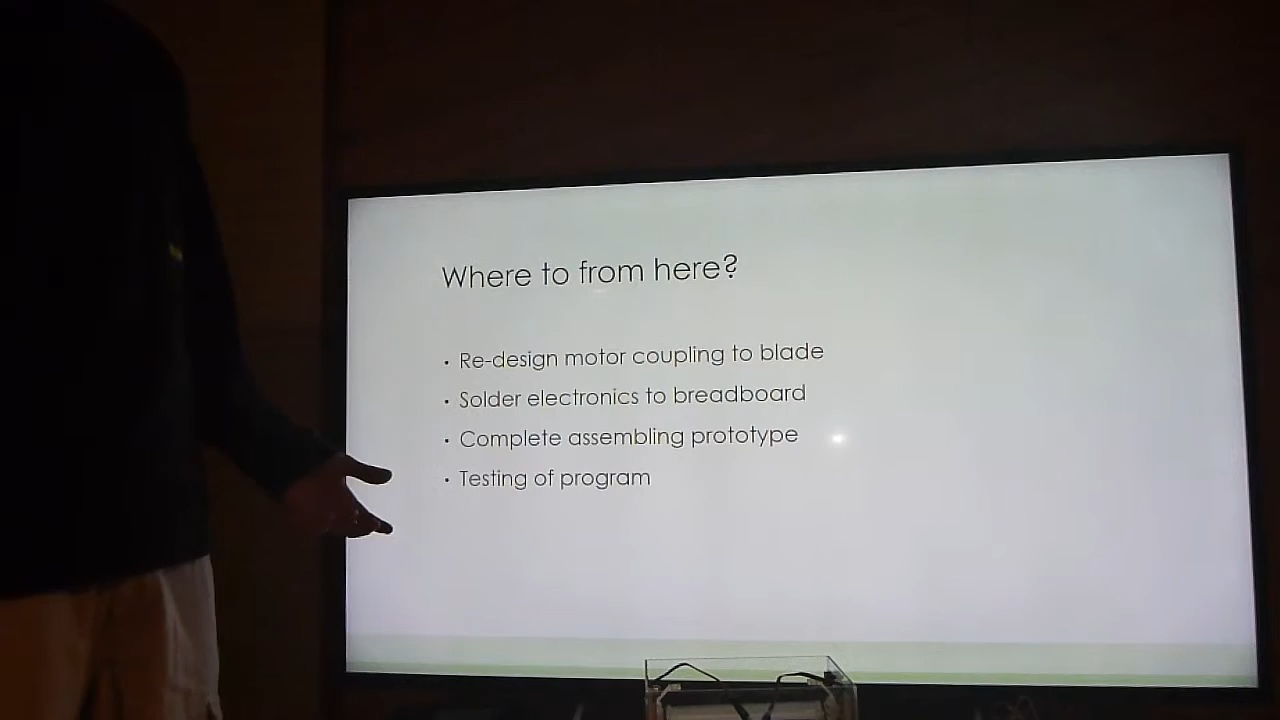 Where to from here?
· Re-design motor coupling to blade
· Solder electronics to breadboard
· Complete assembling prototype
· Testing of program